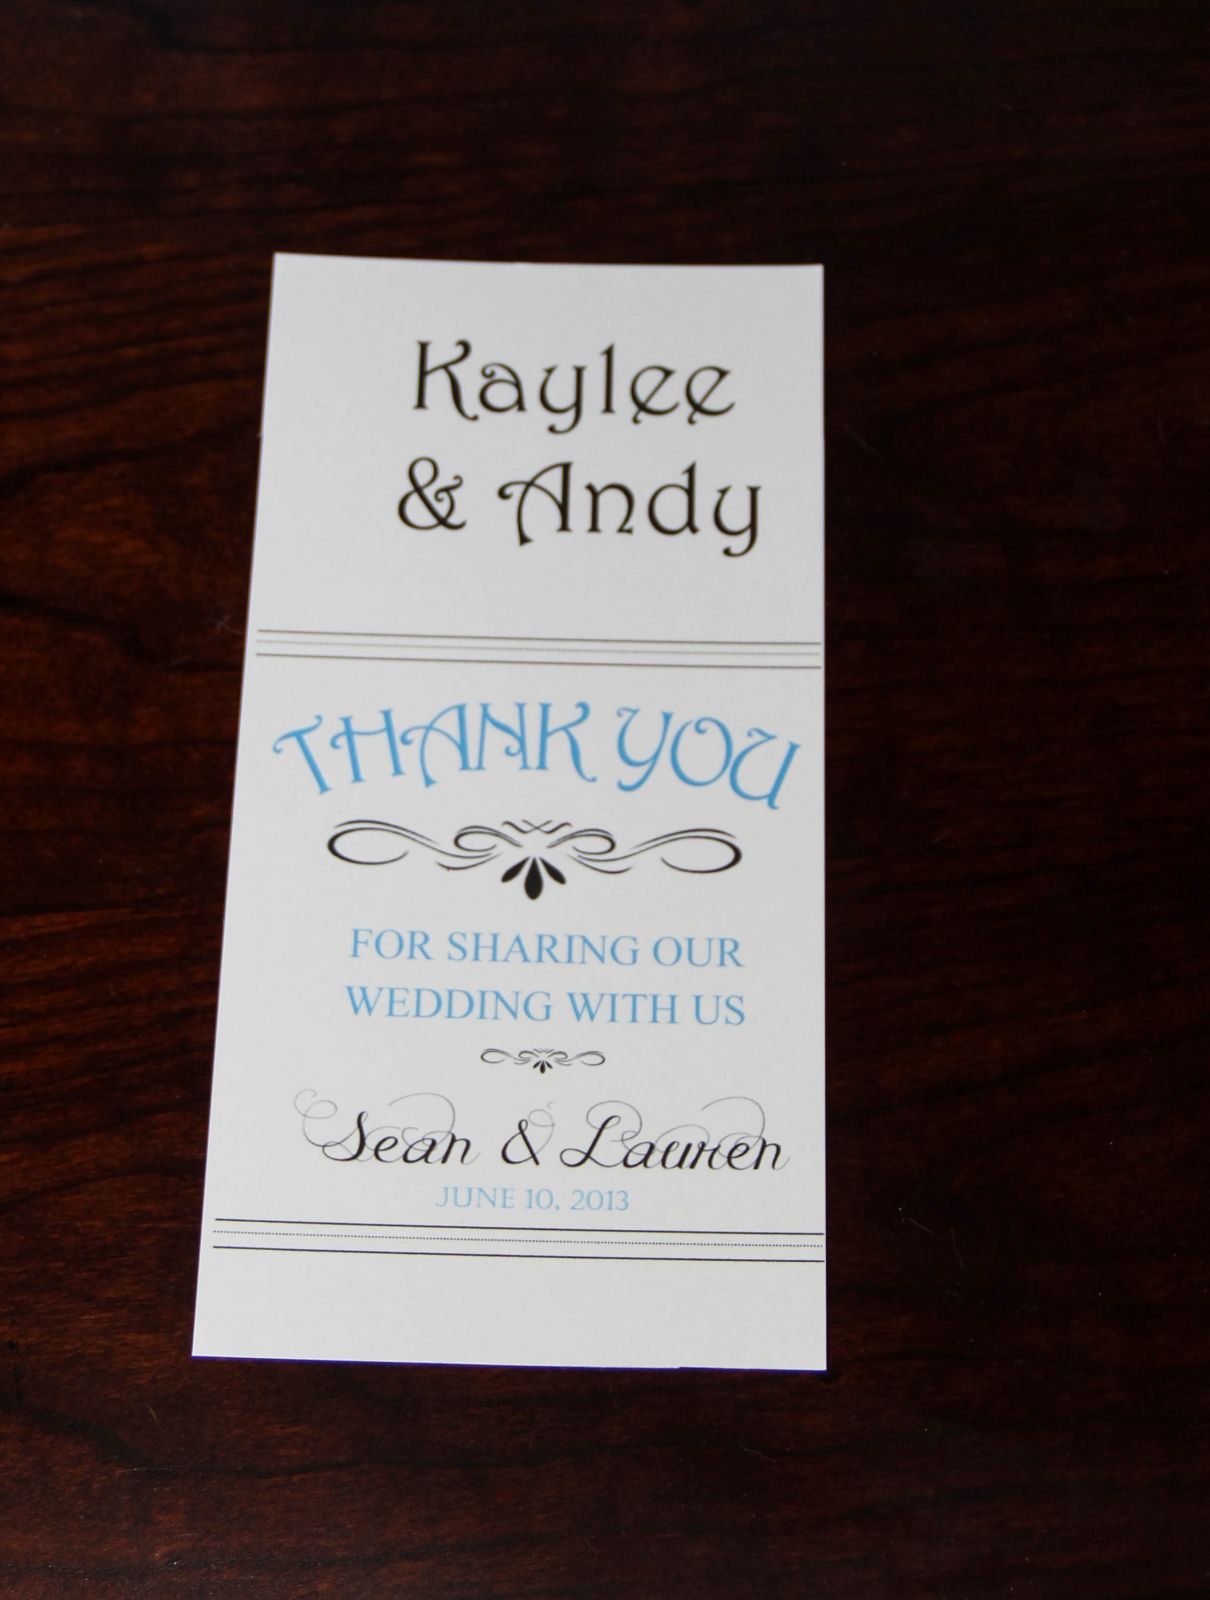 Kaylee
& Andy
THANK YOU
FOR SHARING OUR
WEDDING WITH US
Sean & Lauren
JUNE 10, 2013